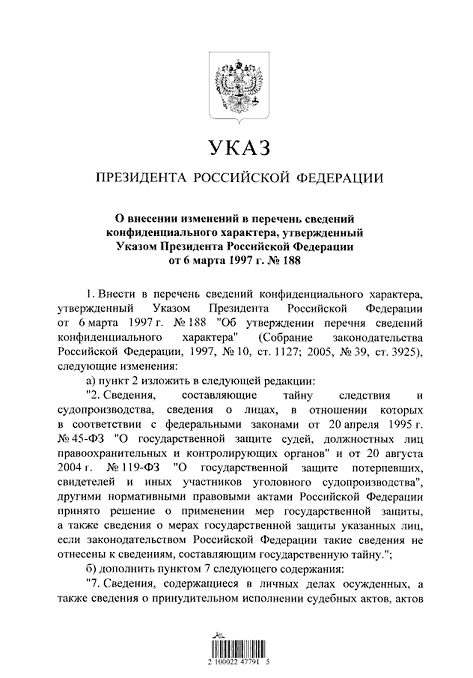 УКАЗ
ПРЕЗИДЕНТА РОССИЙСКОЙ ФЕДЕРАЦИИ
О внесении изменений в перечень сведений
конфиденциального характера, утвержденный
Указом Президента Российской Федерации
от 6 марта 1997 г. № 188
1. Внести в перечень сведений конфиденциального характера,
утвержденный Указом Президента Российской Федерации
от 6 марта 1997 г. № 188 "Об утверждении перечня сведений
конфиденциального характера" (Собрание законодательства
Российской Федерации, 1997, № 10, ст. 1127; 2005, № 39, ст. 3925),
следующие изменения:
а) пункт 2 изложить в следующей редакции:
"2. Сведения, составляющие тайну следствия и
судопроизводства, сведения о лицах, в отношении которых
в соответствии с федеральными законами от 20 апреля 1995 г.
№ 45-ФЗ "О государственной защите судей, должностных лиц
правоохранительных и контролирующих органов" и от 20 августа
2004 г. № 119-ФЗ "О государственной защите потерпевших,
свидетелей и иных участников уголовного судопроизводства",
другими нормативными правовыми актами Российской Федерации
принято решение о применении мер государственной защиты,
а также сведения о мерах государственной защиты указанных лиц,
если законодательством Российской Федерации такие сведения не
отнесены к сведениям, составляющим государственную тайну.";
б) дополнить пунктом 7 следующего содержания:
"7. Сведения, содержащиеся в личных делах осужденных, а
также сведения о принудительном исполнении судебных актов, актов
2 100022 47791 5